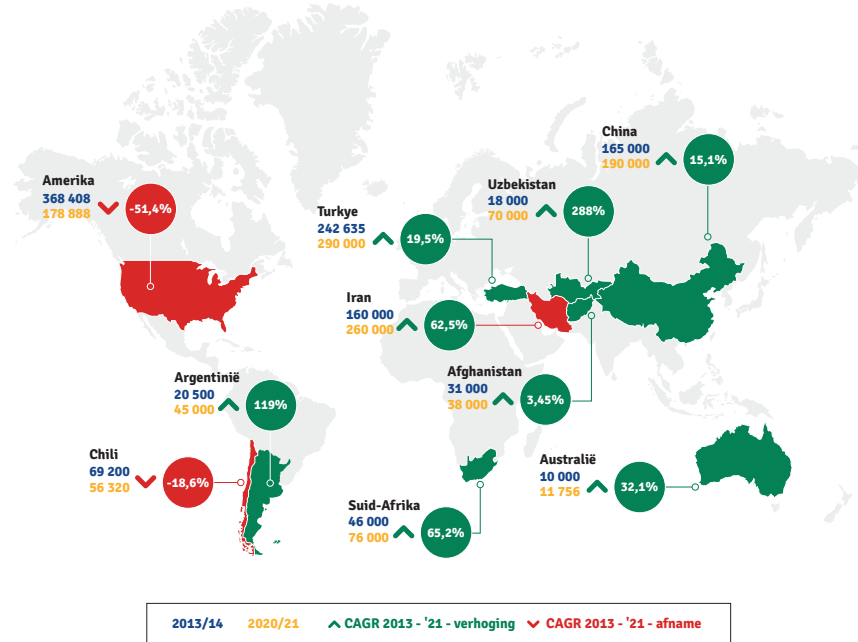 China
165 000
190 000
15,1%
Amerika
368 408
178 888
-51,4%
Uzbekistan
18 000
70 000
288%
Turkye
242 635
290 000
19,5%
Iran
160 000
260 000
62,5%
Afghanistan
31 000
38 000
3,45%
Argentinië
20 500
45 000
119%
Chili
69 200
56 320
-18,6%
Australië
10 000
11 756
32,1%
Suid-Afrika
46 000
76 000
65,2%
2013/14 2020/21 CAGR 2013 - '21 - verhoging CAGR 2013 - '21 - afname